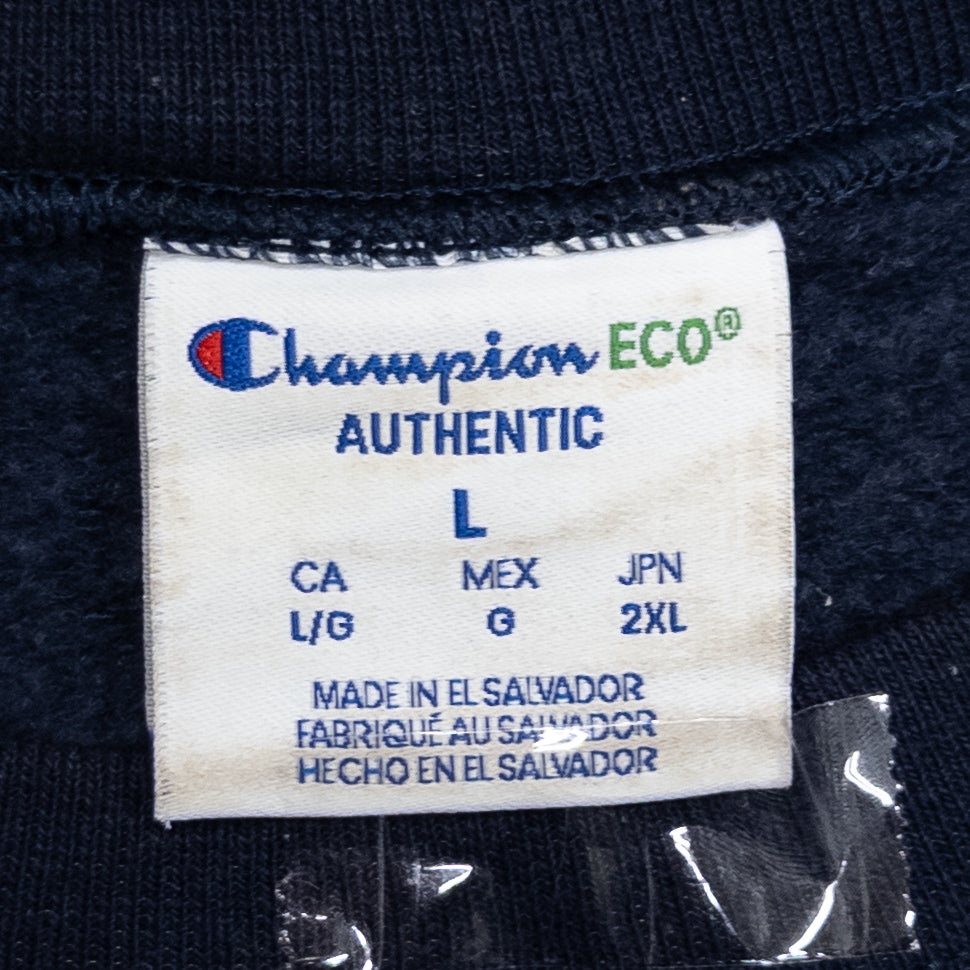 Champion ECO®
AUTHENTIC
L
CA MEX JPN
L/G G 2XL
MADE IN EL SALVADOR
FABRIQUÉ AU SALVADOR
HECHO EN EL SALVADOR